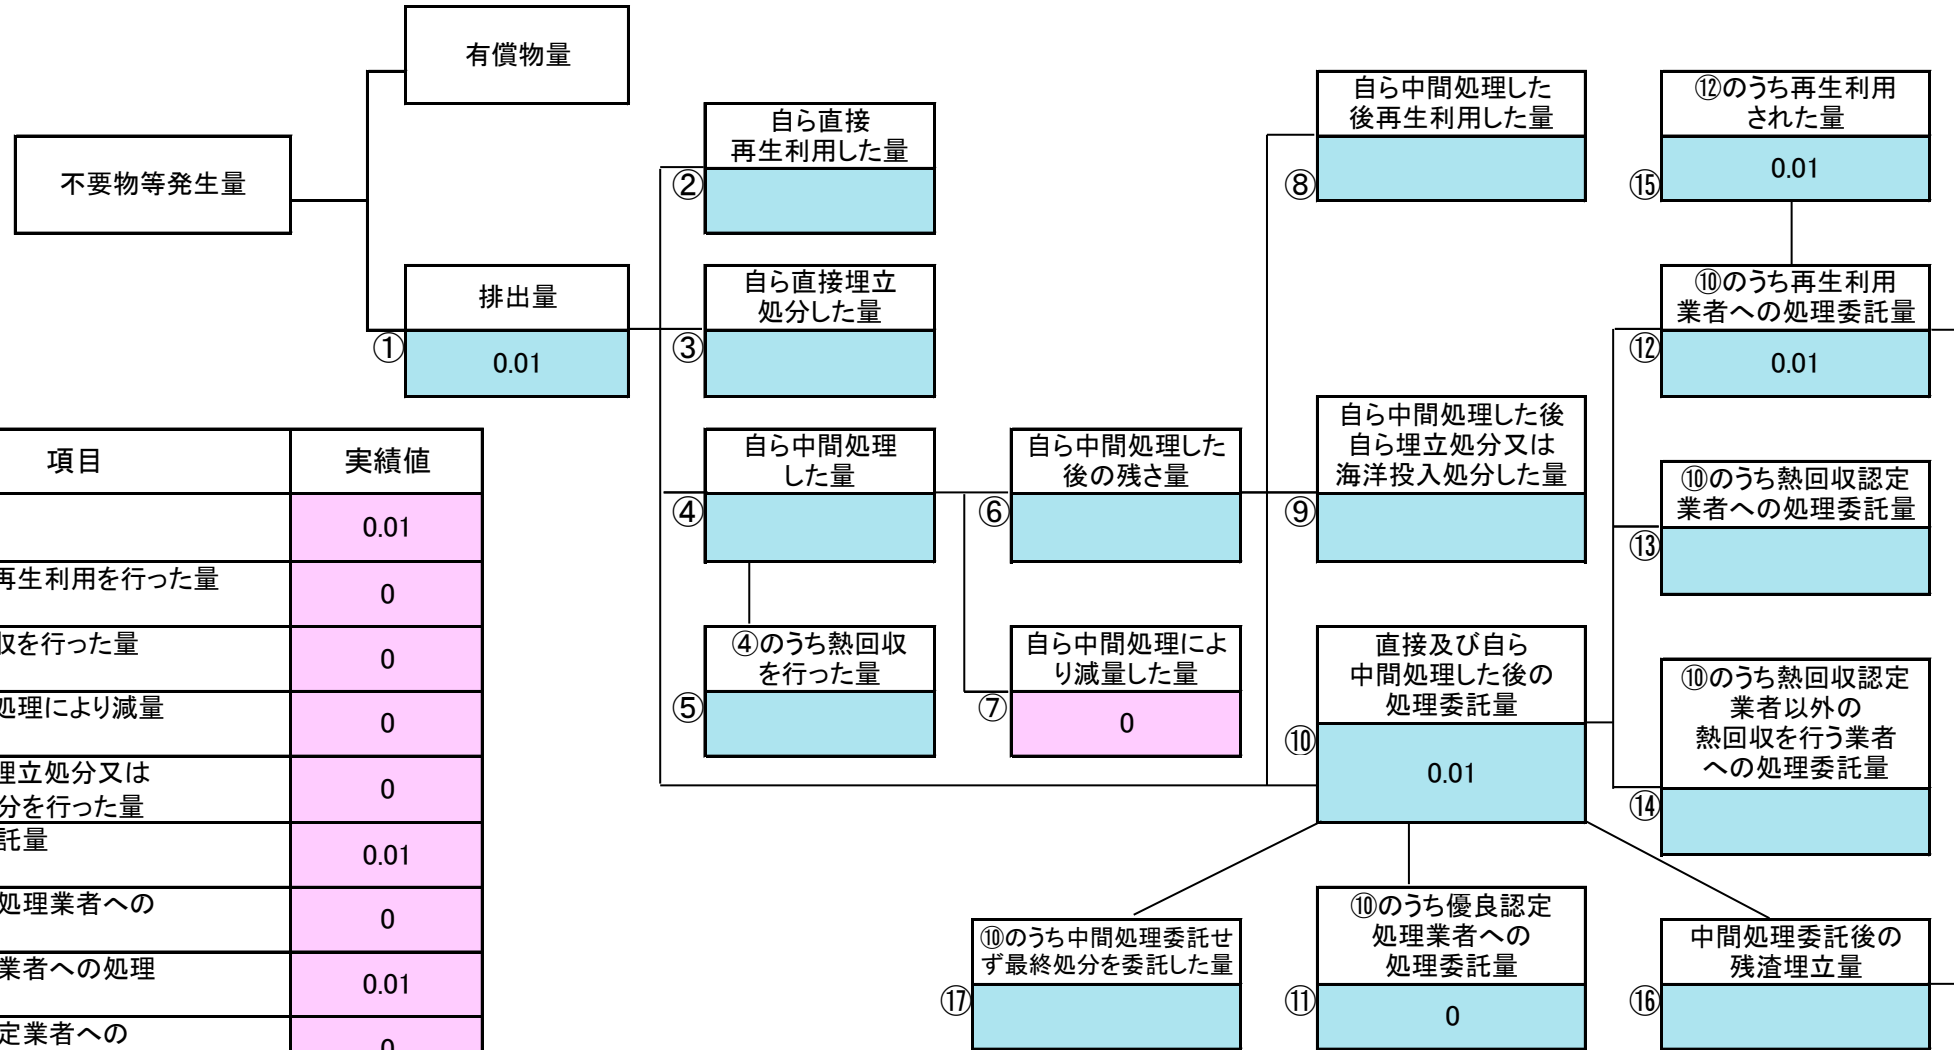 有償物量
不要物等発生量
排出量
①
0.01
自ら直接
再生利用した量
②
自ら直接埋立
処分した量
③
自ら中間処理
した量
④
④のうち熱回収
を行った量
⑤
自ら中間処理した
後の残さ量
⑥
自ら中間処理によ
り減量した量
⑦
0
自ら中間処理した
後再生利用した量
⑧
自ら中間処理した後
自ら埋立処分又は
海洋投入処分した量
⑨
直接及び自ら
中間処理した後の
処理委託量
⑩
0.01
⑩のうち優良認定
処理業者への
処理委託量
⑪
0
⑩のうち中間処理委託せ
ず最終処分を委託した量
⑰
⑫のうち再生利用
された量
⑮
0.01
⑩のうち再生利用
業者への処理委託量
⑫
0.01
⑩のうち熱回収認定
業者への処理委託量
⑬
⑩のうち熱回収認定
業者以外の
熱回収を行う業者
への処理委託量
⑭
中間処理委託後の
残渣埋立量
⑯
項目
実績値
0.01
再生利用を行った量
0
収を行った量
0
処理により減量
0
埋立処分又は
分を行った量
0
託量
0.01
処理業者への
0
業者への処理
0.01
定業者への
0